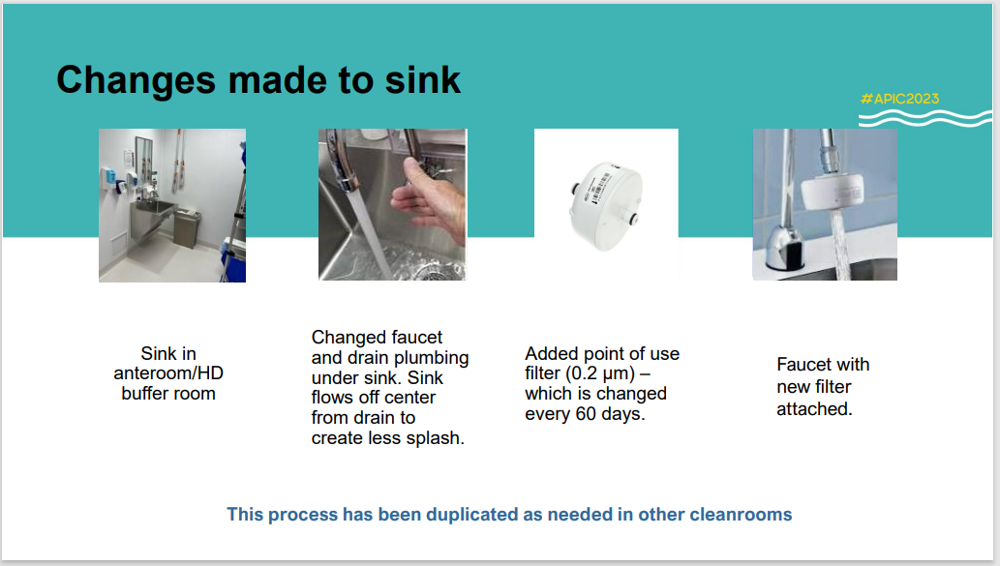 Changes made to sink
#APIC2023
Sink in
anteroom/HD
buffer room
Changed faucet
and drain plumbing
under sink. Sink
flows off center
from drain to
create less splash.
Added point of use
filter (0.2 µm) –
which is changed
every 60 days.
Faucet with
new filter
attached.
This process has been duplicated as needed in other cleanrooms